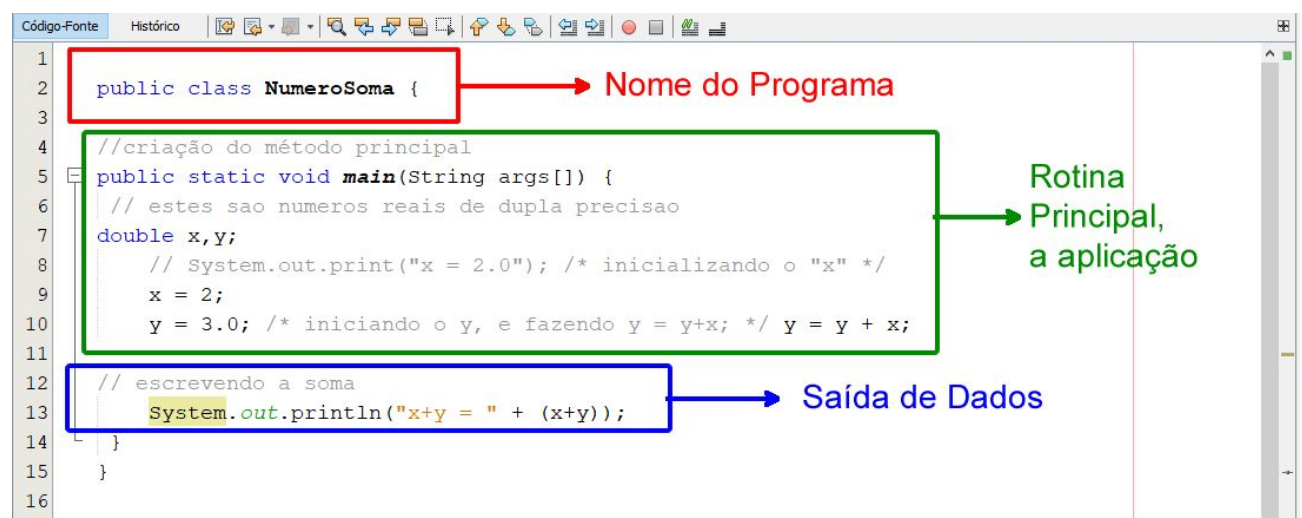 Código-Fonte Histórico
1
2 public class NumeroSoma {
Nome do Programa
3
4 //criação do método principal
5 public static void main(String args[]) {
6 // estes sao numeros reais de dupla precisao
7 double x,y;
8 // System.out.print("x = 2.0"); /* inicializando o "x" */
9 x = 2;
10 y = 3.0; /* iniciando o y, e fazendo y = y+x; */ y = y + x;
Rotina
Principal,
a aplicação
11
12 // escrevendo a soma
13 System.out.println("x+y = " + (x+y));
Saída de Dados
14 }
15 }
16